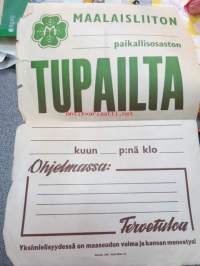 MAALAISLIITON
M
paikallisosaston
TUPAILTA
kuun p:nä klo
Ohjelmassa:
Tervetuloa
Yksimielisyydessä on maaseudun voima ja kansan menestys!